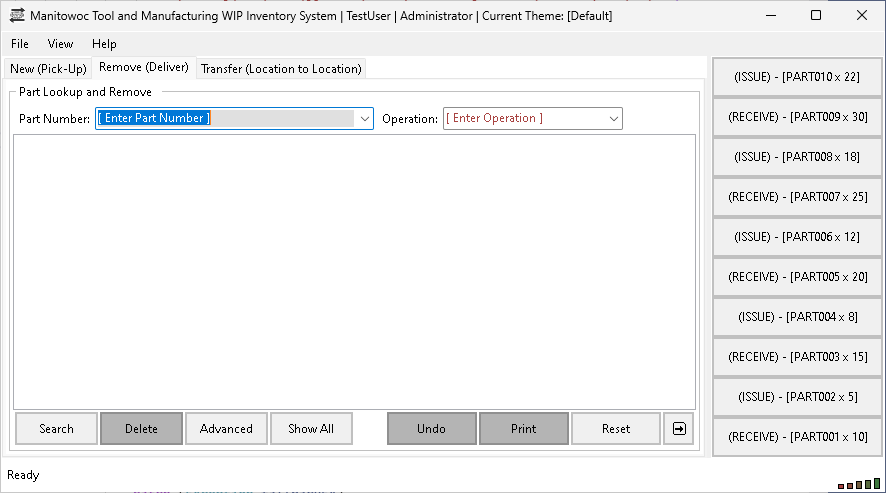 Manitowoc Tool and Manufacturing WIP Inventory System | TestUser | Administrator | Current Theme: [Default]
File View Help
New (Pick-Up) Remove (Deliver) Transfer (Location to Location)
Part Lookup and Remove
Part Number: [ Enter Part Number ] Operation: [ Enter Operation ]
Search Delete Advanced Show All Undo Print Reset
(ISSUE) - [PART010 x 22]
(RECEIVE) - [PART009 x 30]
(ISSUE) - [PART008 x 18]
(RECEIVE) - [PART007 x 25]
(ISSUE) - [PART006 x 12]
(RECEIVE) - [PART005 x 20]
(ISSUE) - [PART004 x 8]
(RECEIVE) - [PART003 x 15]
(ISSUE) - [PART002 x 5]
(RECEIVE) - [PART001 x 10]
Ready